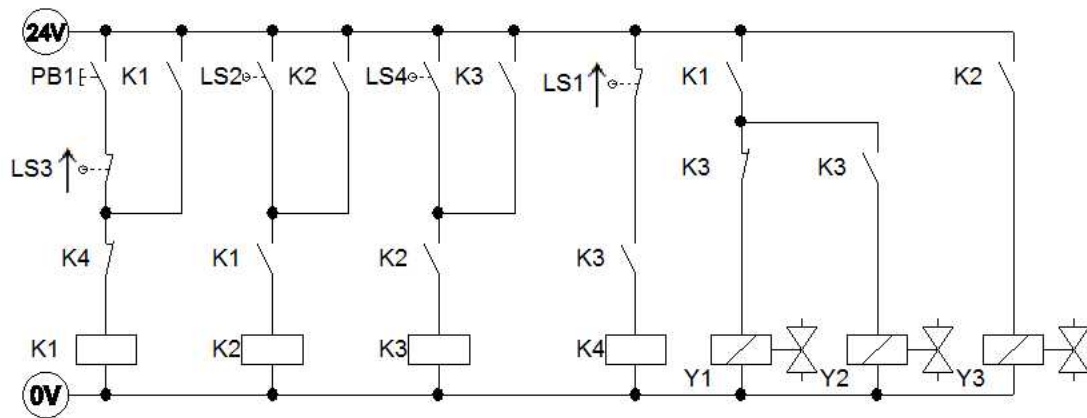 24V
PB1 K1 LS2 K2 LS4 K3 LS1 K1 K2
LS3 K3 K3
K4 K1 K2 K3
K1 K2 K3 K4 Y1 Y2 Y3
0V